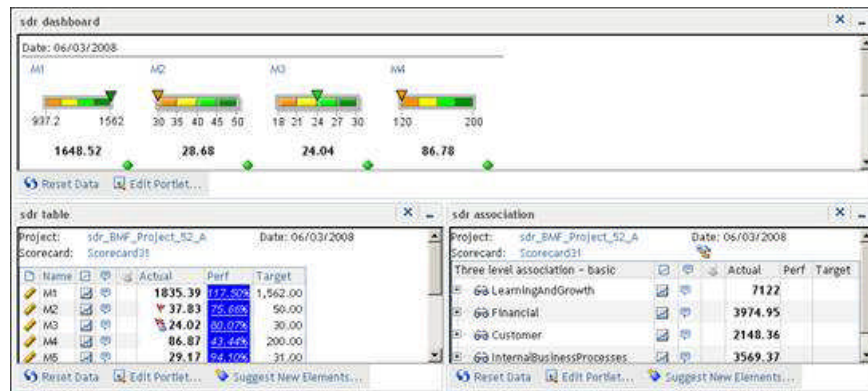 sdr dashboard
Date: 06/03/2008
M1 M2 M3 M4
937.2 1562 30 35 40 45 50 18 21 24 27 30 120 200
1648.52 28.68 24.04 86.78
Reset Data Edit Portlet...
sdr table
Project: sdr_BMF_Project_52_A Date: 06/03/2008
Scorecard: Scorecard31
Name Actual Perf Target
M1 1835.39 117.50% 1,562.00
M2 37.83 75.66% 50.00
M3 24.02 80.07% 30.00
M4 86.87 43.44% 200.00
M5 29.17 94.10% 31.00
Reset Data Edit Portlet... Suggest New Elements...
sdr association
Project: sdr_BMF_Project_52_A Date: 06/03/2008
Scorecard: Scorecard31
Three level association - basic Actual Perf Target
LearningAndGrowth 7122
Financial 3974.95
Customer 2148.36
InternalBusinessProcesses 3569.37
Reset Data Edit Portlet... Suggest New Elements...